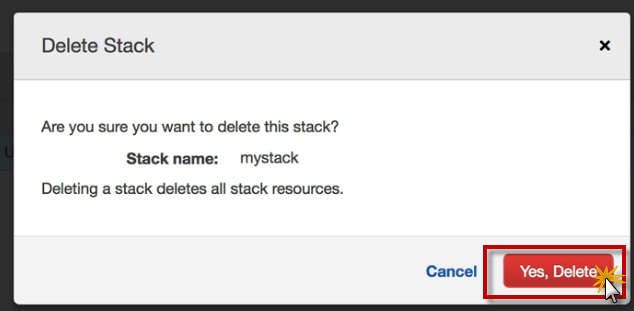 Delete Stack
×
Are you sure you want to delete this stack?
Stack name: mystack
Deleting a stack deletes all stack resources.
Cancel Yes, Delete